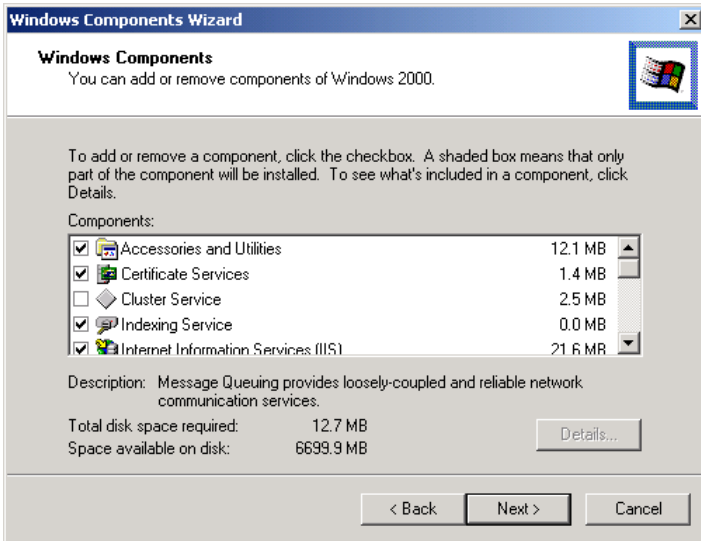 Windows Components Wizard
Windows Components
You can add or remove components of Windows 2000.
To add or remove a component, click the checkbox. A shaded box means that only
part of the component will be installed. To see what's included in a component, click
Details.
Components:
Accessories and Utilities 12.1 MB
Certificate Services 1.4 MB
Cluster Service 2.5 MB
Indexing Service 0.0 MB
Internet Information Services (IIS) 21.6 MB
Description: Message Queuing provides loosely-coupled and reliable network
communication services.
Total disk space required: 12.7 MB
Space available on disk: 6699.9 MB
Details...
< Back Next > Cancel